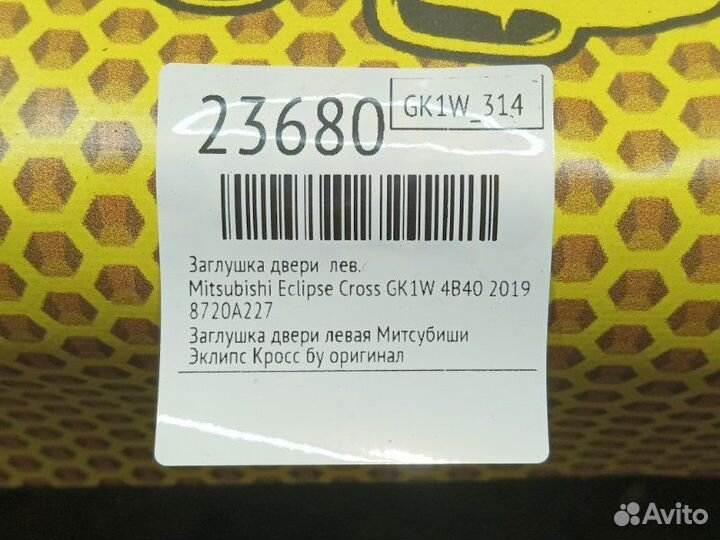 23680
GK1W_314
Заглушка двери лев.
Mitsubishi Eclipse Cross GK1W 4B40 2019
8720A227
Заглушка двери левая Митсубиши
Эклипс Кросс бу оригинал
Avito